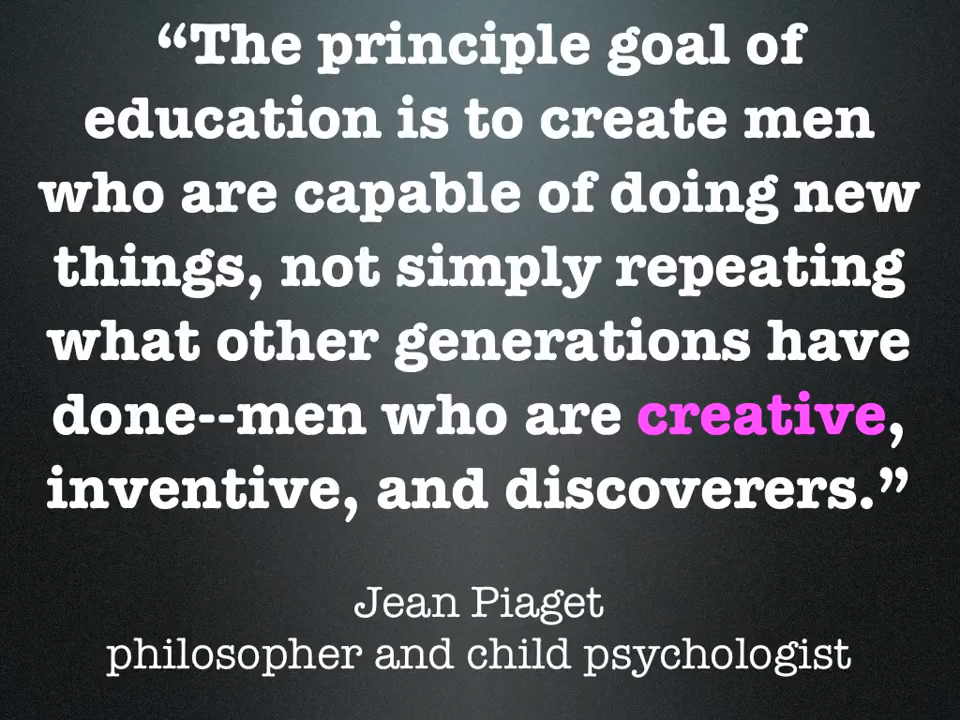 “The principle goal of
education is to create men
who are capable of doing new
things, not simply repeating
what other generations have
done--men who are creative,
inventive, and discoverers.”
Jean Piaget
philosopher and child psychologist